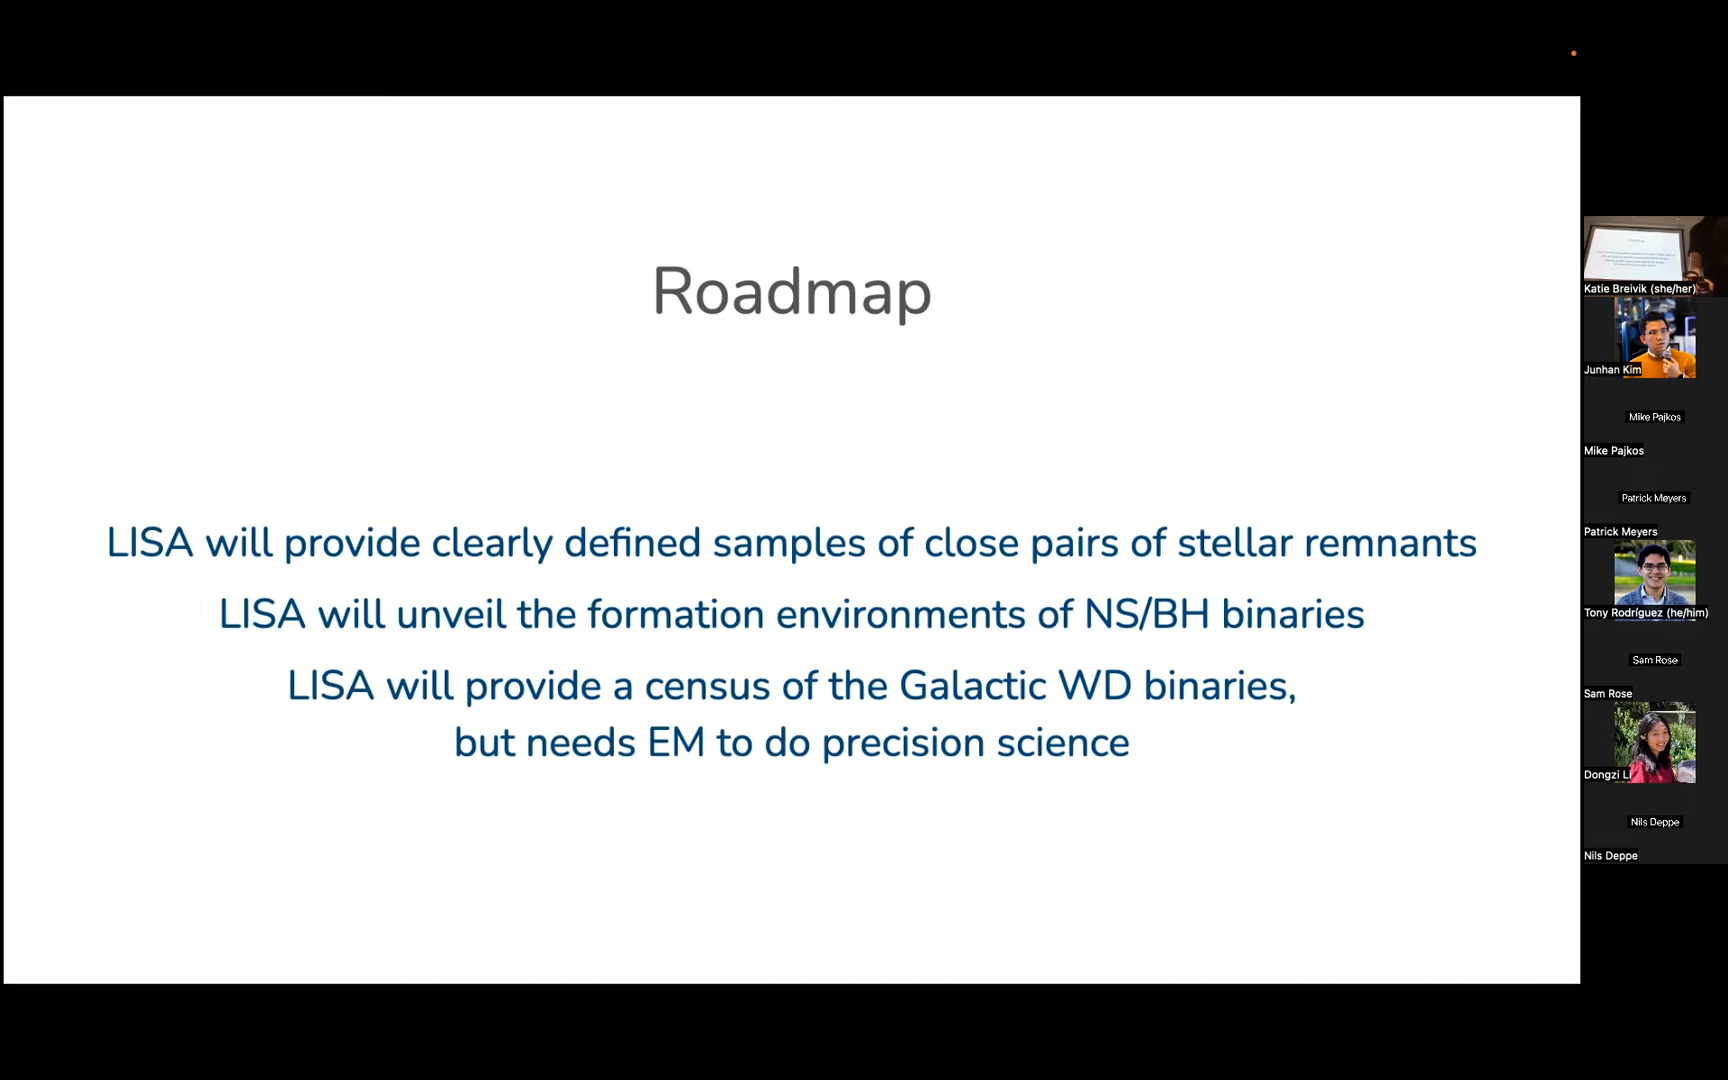 Roadmap
LISA will provide clearly defined samples of close pairs of stellar remnants
LISA will unveil the formation environments of NS/BH binaries
LISA will provide a census of the Galactic WD binaries,
but needs EM to do precision science
Katie Breivik (she/her)
Junhan Kim
Mike Pajkos
Mike Pajkos
Patrick Meyers
Patrick Meyers
Tony Rodríguez (he/him)
Sam Rose
Sam Rose
Dongzi Li
Nils Deppe
Nils Deppe